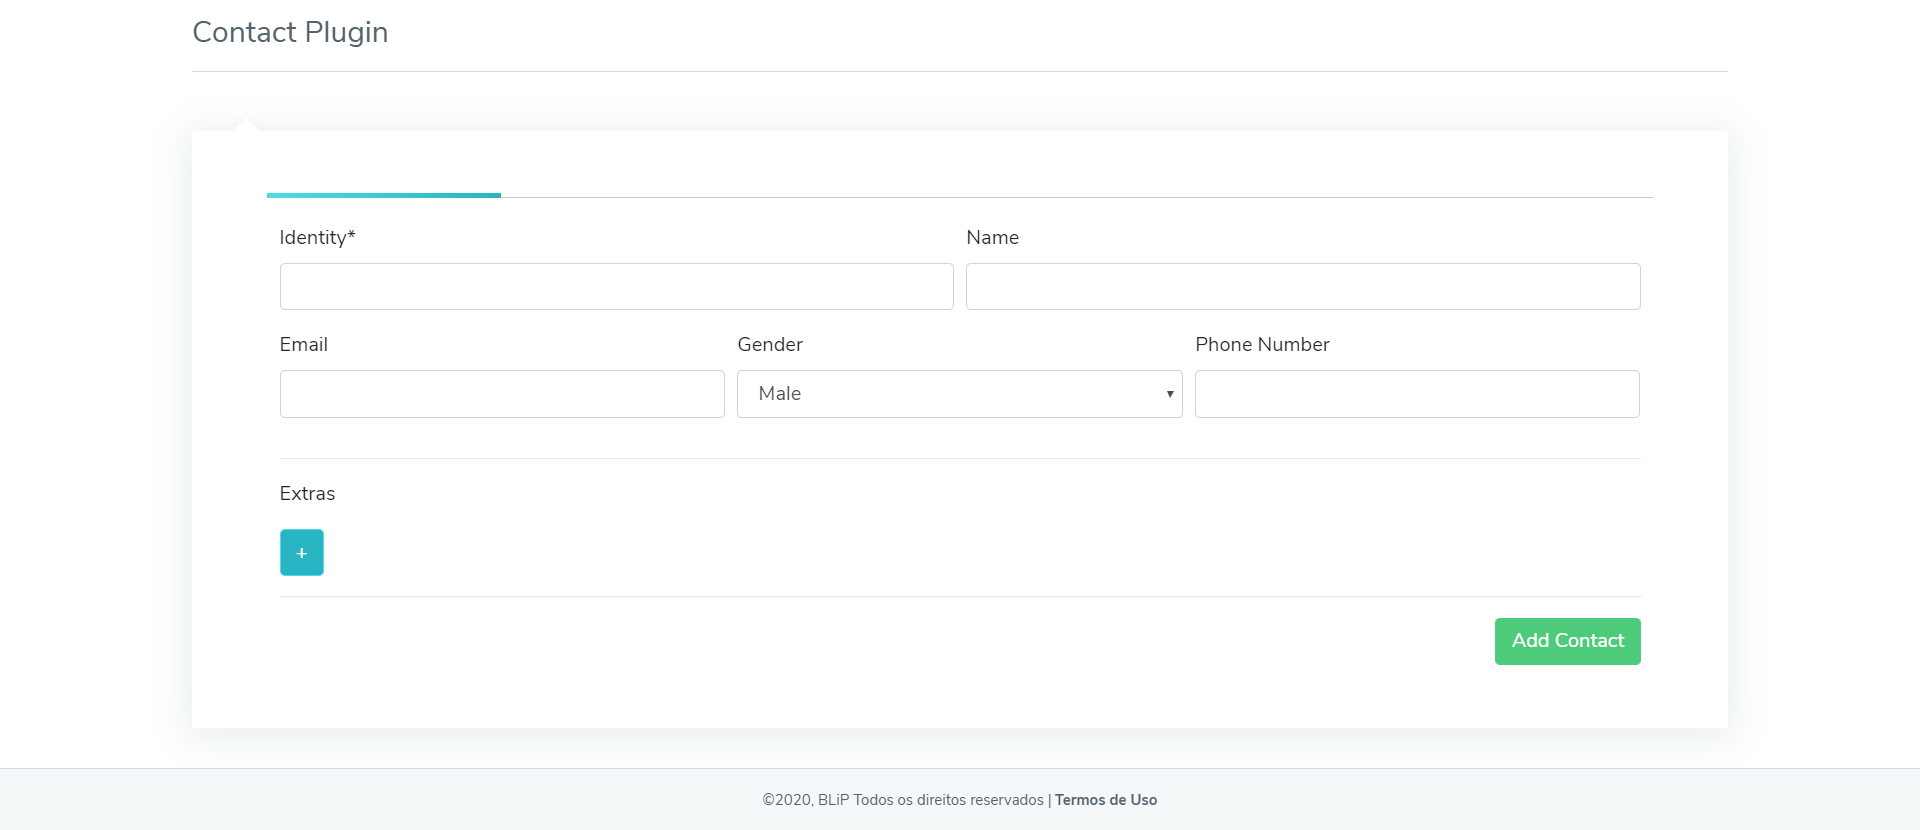 Contact Plugin
Identity*
Name
Email
Gender
Phone Number
Male
Extras
+
Add Contact
©2020, BLiP Todos os direitos reservados | Termos de Uso